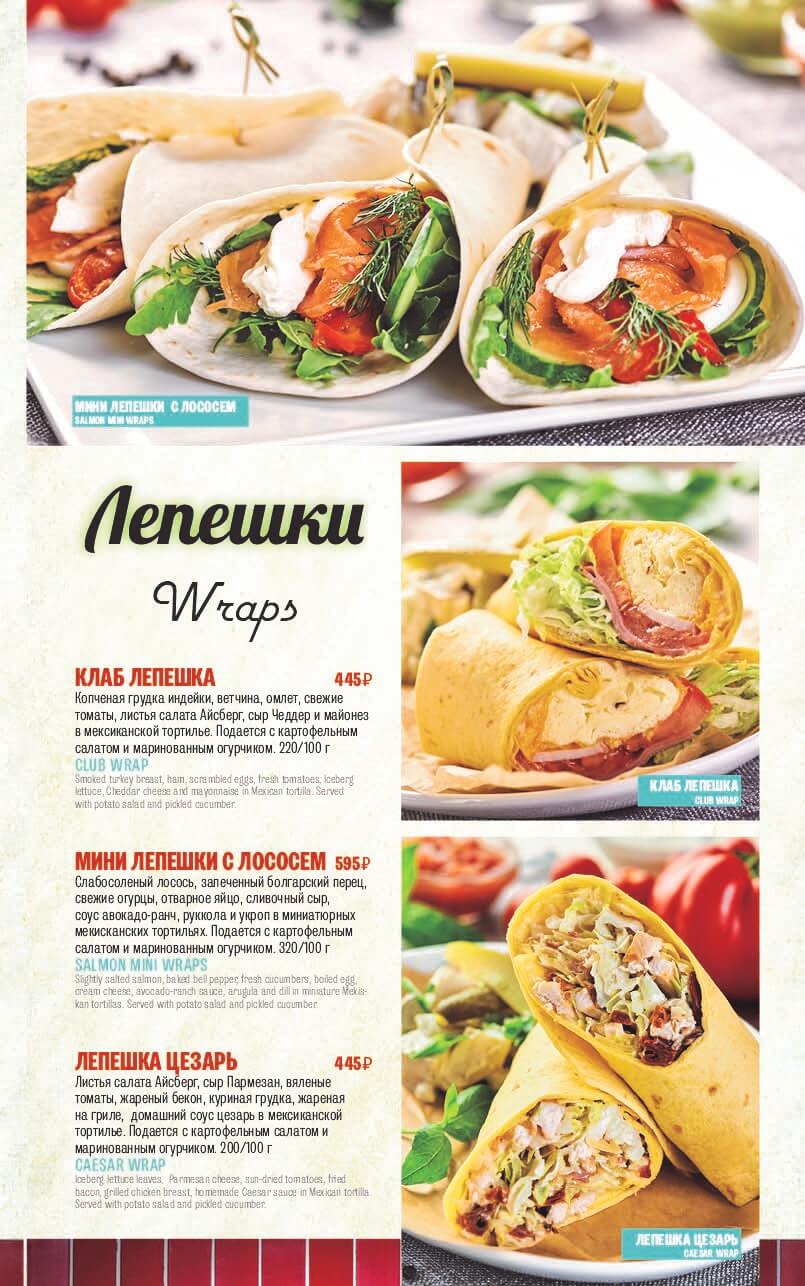 МИНИ ЛЕПЕШКИ С ЛОСОСЕМ
SALMON MINI WRAPS
Лепешки
Wraps
КЛАБ ЛЕПЕШКА 445₽
Копченая грудка индейки, ветчина, омлет, свежие
томаты, листья салата Айсберг, сыр Чеддер и майонез
в мексиканской тортилье. Подается с картофельным
салатом и маринованным огурчиком. 220/100 г
CLUB WRAP
Smoked turkey breast, ham, scrambled eggs, fresh tomatoes, iceberg
lettuce, Cheddar cheese and mayonnaise in Mexican tortilla. Served
with potato salad and pickled cucumber.
КЛАБ ЛЕПЕШКА
CLUB WRAP
МИНИ ЛЕПЕШКИ С ЛОСОСЕМ 595₽
Слабосоленый лосось, запеченный болгарский перец,
свежие огурцы, отварное яйцо, сливочный сыр,
соус авокадо-ранч, руккола и укроп в миниатюрных
мекисканских тортильях. Подается с картофельным
салатом и маринованным огурчиком. 320/100 г
SALMON MINI WRAPS
Slightly salted salmon, baked bell pepper, fresh cucumbers, boiled egg,
cream cheese, avocado-ranch sauce, arugula and dill in miniature Mekis-
kan tortillas. Served with potato salad and pickled cucumber.
ЛЕПЕШКА ЦЕЗАРЬ 445₽
Листья салата Айсберг, сыр Пармезан, вяленые
томаты, жареный бекон, куриная грудка, жареная
на гриле, домашний соус цезарь в мексиканской
тортилье. Подается с картофельным салатом и
маринованным огурчиком. 200/100 г
CAESAR WRAP
Iceberg lettuce leaves, Parmesan cheese, sun-dried tomatoes, fried
bacon, grilled chicken breast, homemade Caesar sauce in Mexican tortilla.
Served with potato salad and pickled cucumber.
ЛЕПЕШКА ЦЕЗАРЬ
CAESAR WRAP